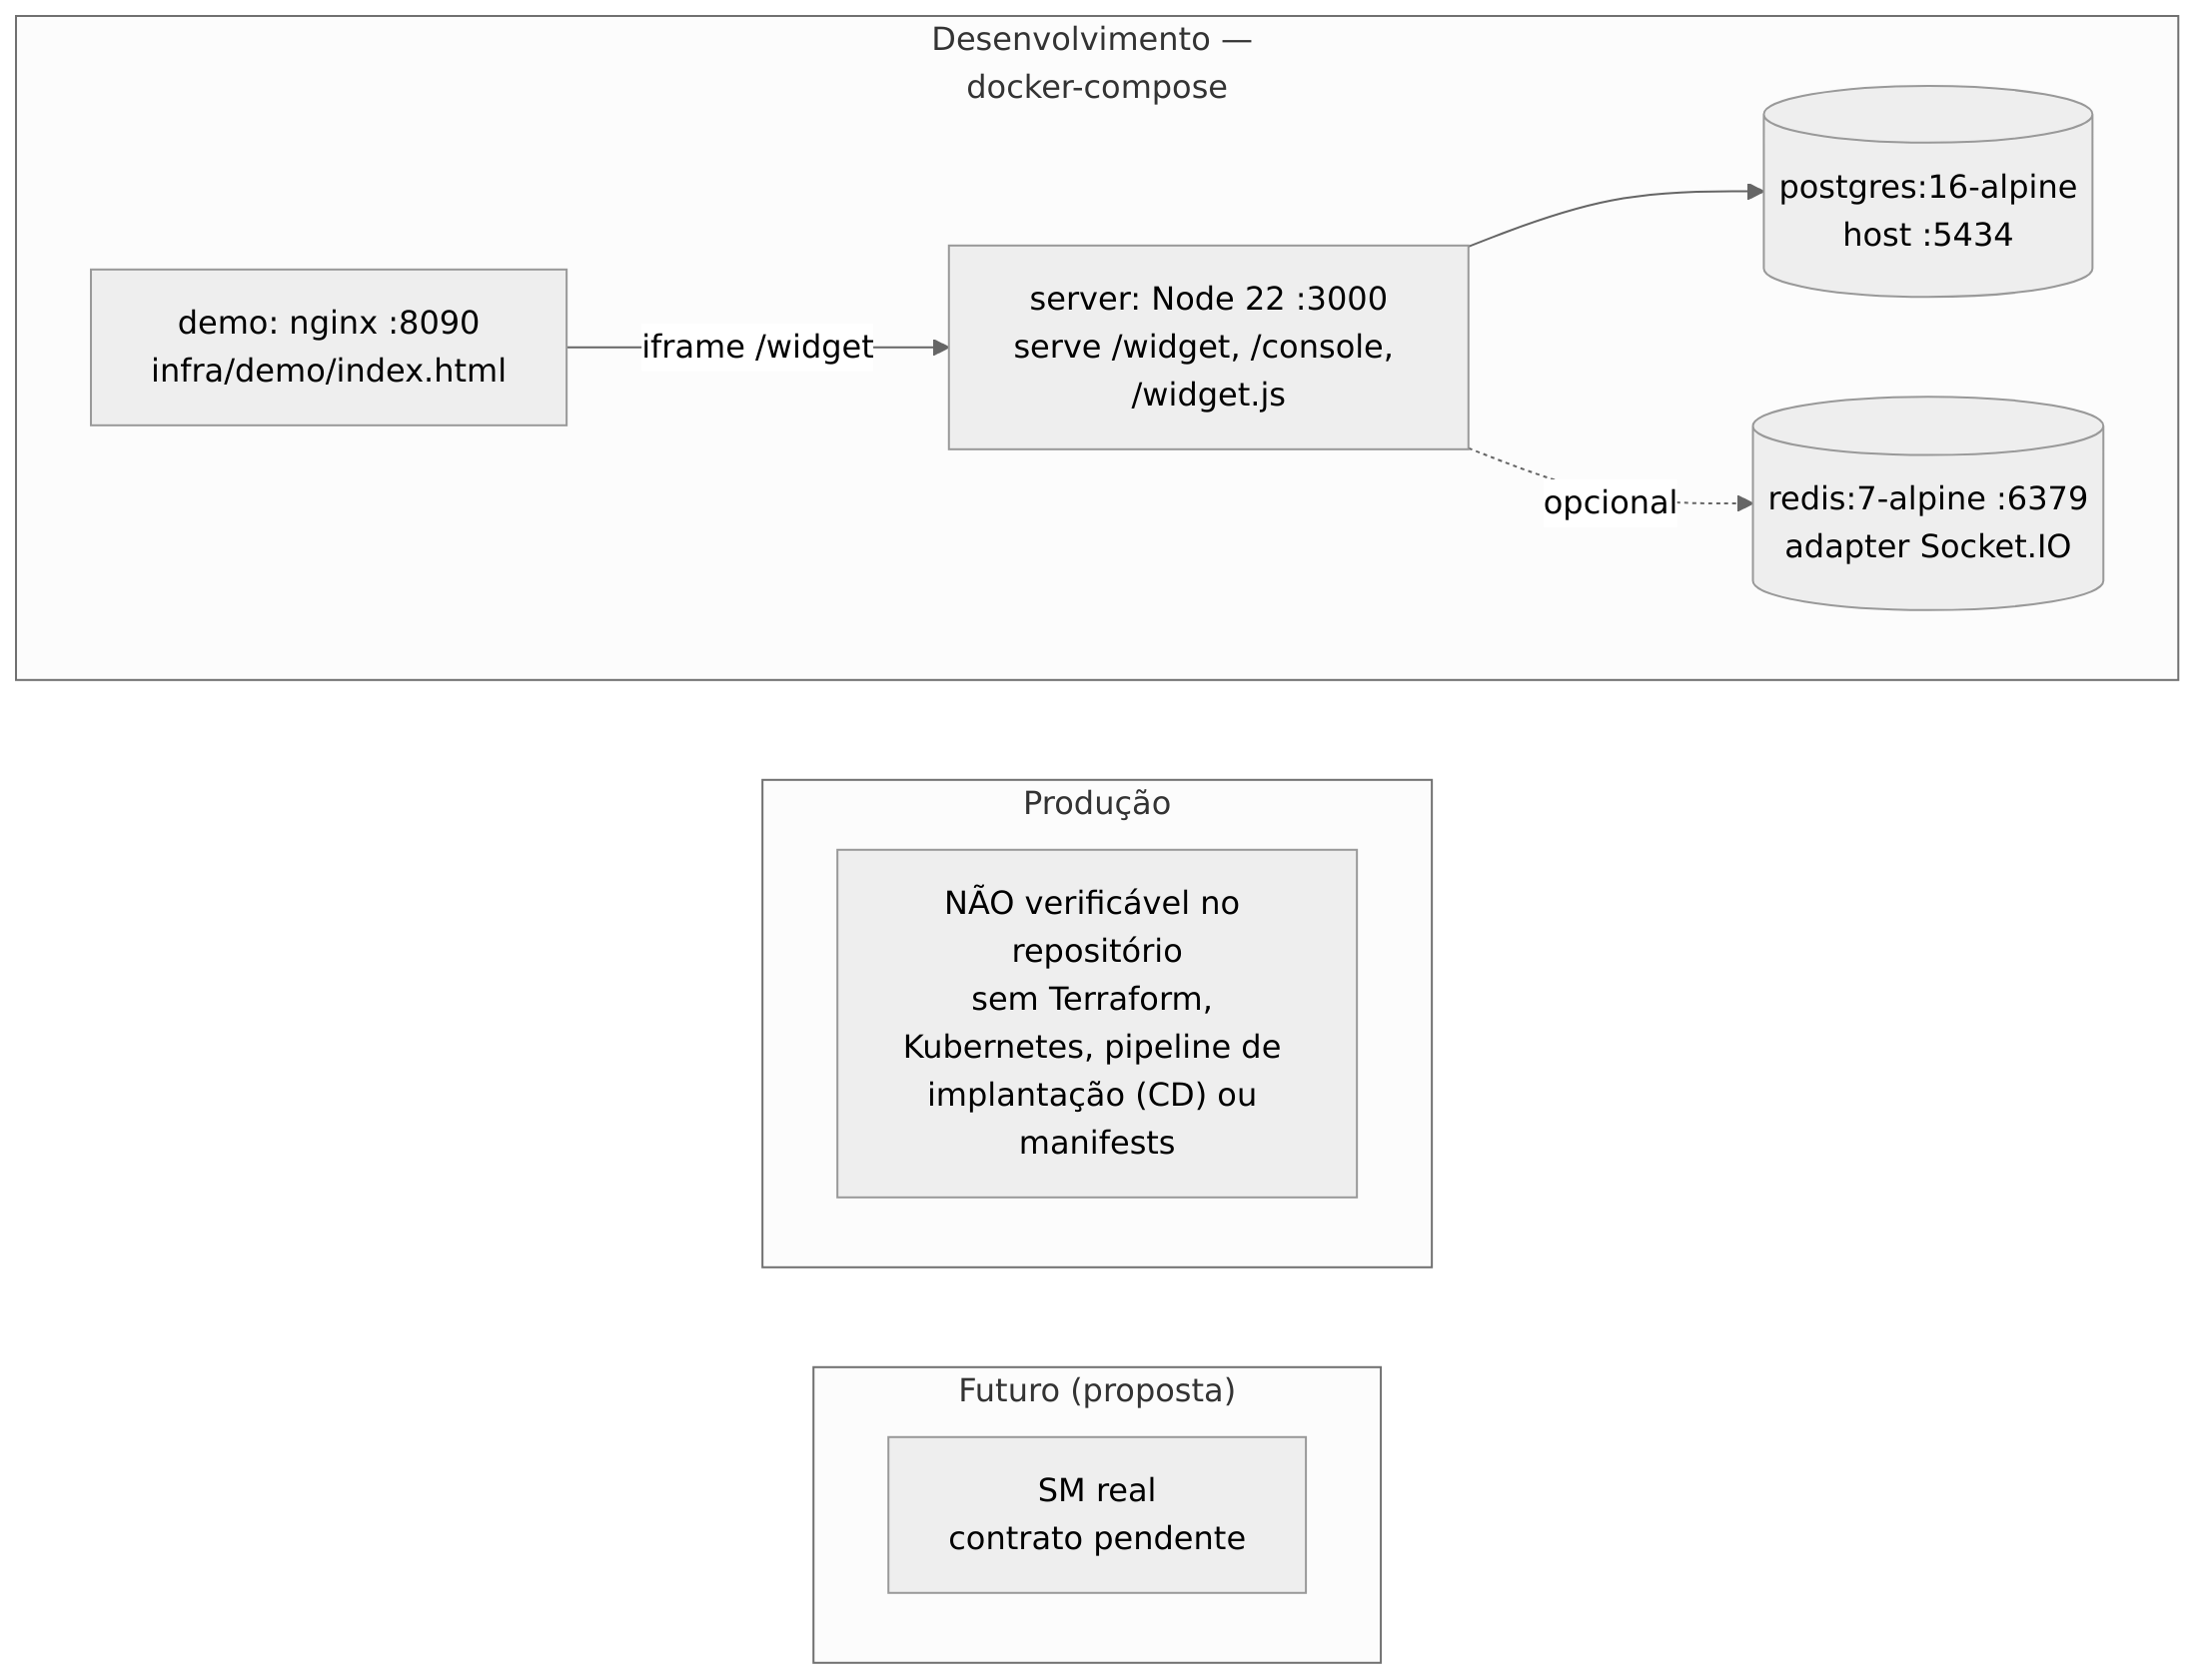 Desenvolvimento —
docker-compose
demo: nginx :8090
infra/demo/index.html
iframe /widget
server: Node 22 :3000
serve /widget, /console,
/widget.js
postgres:16-alpine
host :5434
opcional
redis:7-alpine :6379
adapter Socket.IO
Produção
NÃO verificável no
repositório
sem Terraform,
Kubernetes, pipeline de
implantação (CD) ou
manifests
Futuro (proposta)
SM real
contrato pendente